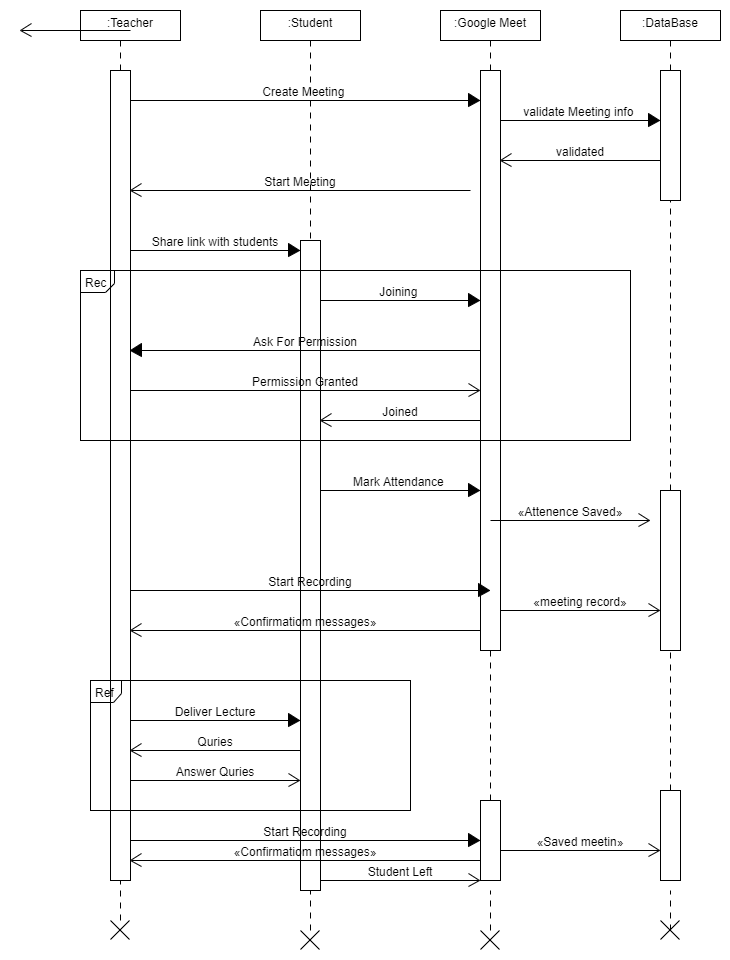 :Teacher
:Student
:Google Meet
:DataBase
Create Meeting
validate Meeting info
validated
Start Meeting
Share link with students
Rec
Joining
Ask For Permission
Permission Granted
Joined
Mark Attendance
«Attenence Saved»
Start Recording
«meeting record»
«Confirmatiom messages»
Ref
Deliver Lecture
Quries
Answer Quries
Start Recording
«Saved meetin»
«Confirmatiom messages»
Student Left